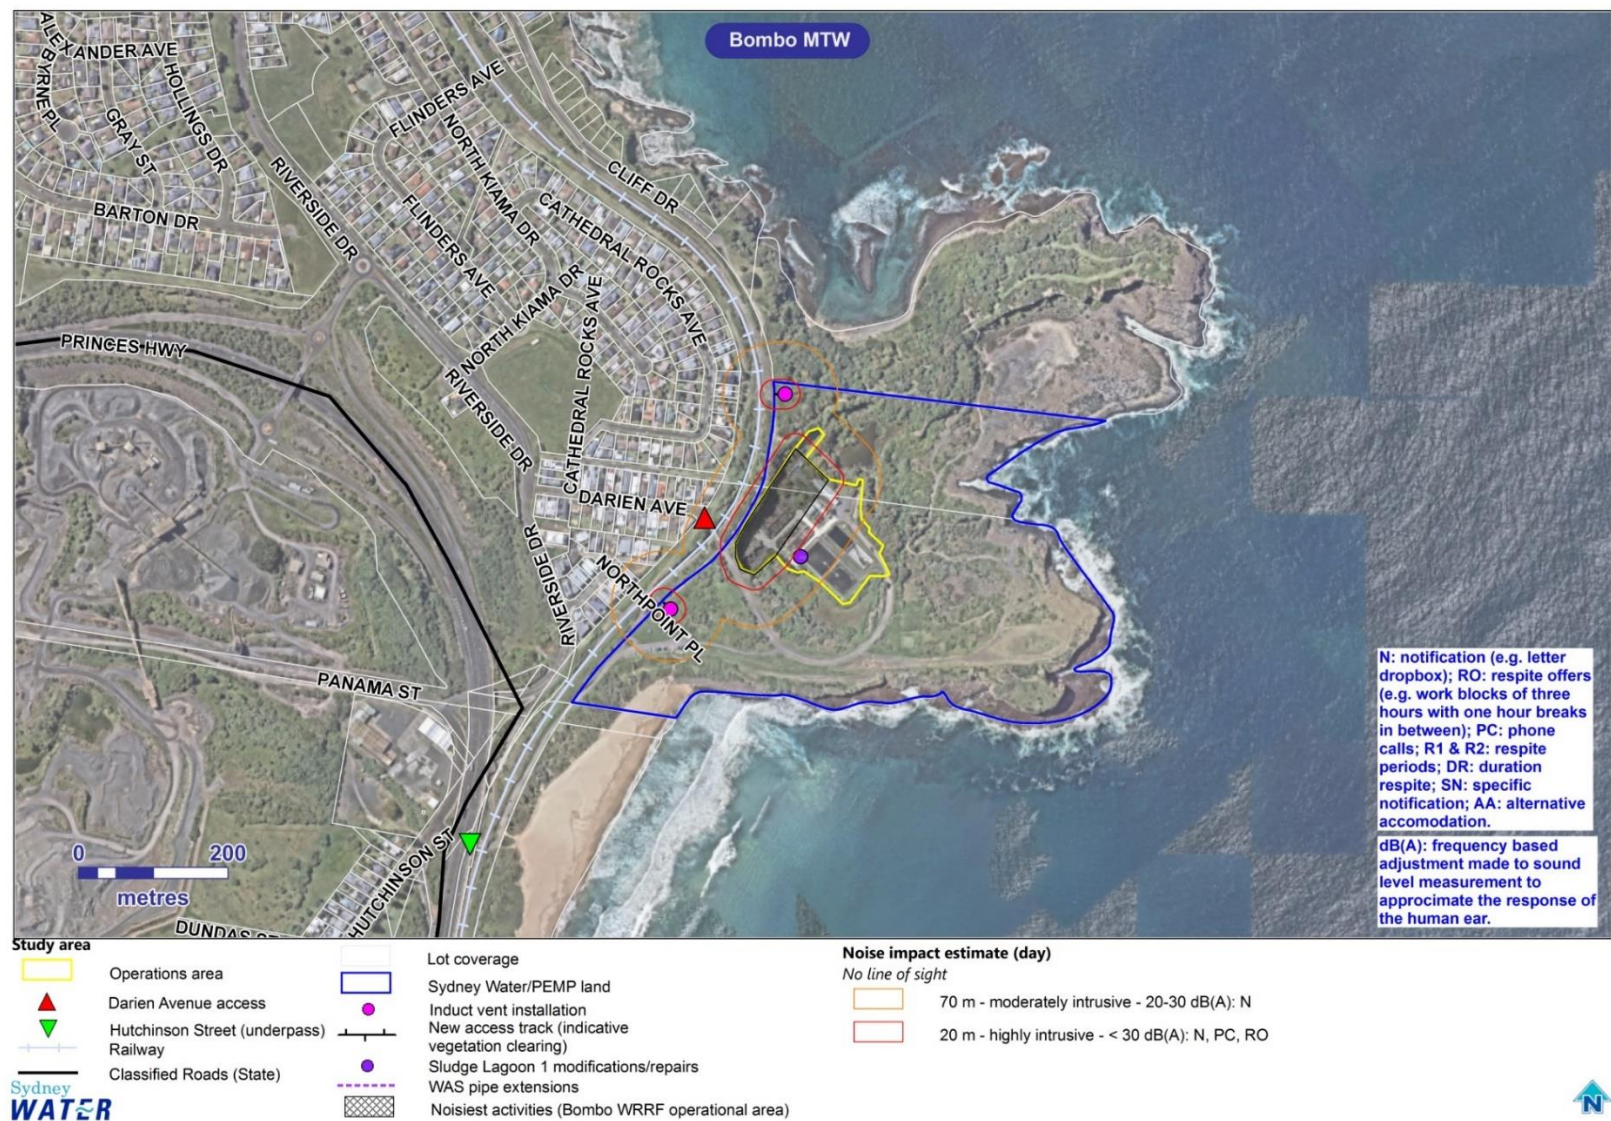 Bombo MTW
ALEXANDER AVE
BYRNE PL
HOLLINGS DR
GRAY ST
BARTON DR
RIVERSIDE DR
FLINDERS AVE
NORTH KIAMA DR
FLINDERS AVE
CLIFF DR
CATHEDRAL ROCKS AVE
NORTH KIAMA DR
CATHEDRAL ROCKS AVE
PRINCES HWY
RIVERSIDE DR
DARIEN AVE
RIVERSIDE DR
NORTHPOINT PL
PANAMA ST
HUTCHINSON ST
0 200
metres
N: notification (e.g. letter
dropbox); RO: respite offers
(e.g. work blocks of three
hours with one hour breaks
in between); PC: phone
calls; R1 & R2: respite
periods; DR: duration
respite; SN: specific
notification; AA: alternative
accomodation.
dB(A): frequency based
adjustment made to sound
level measurement to
approcimate the response of
the human ear.
Study area
Operations area
Darien Avenue access
Hutchinson Street (underpass)
Railway
Classified Roads (State)
Lot coverage
Sydney Water/PEMP land
Induct vent installation
New access track (indicative
vegetation clearing)
Sludge Lagoon 1 modifications/repairs
WAS pipe extensions
Noisiest activities (Bombo WRRF operational area)
Noise impact estimate (day)
No line of sight
70 m - moderately intrusive - 20-30 dB(A): N
20 m - highly intrusive - < 30 dB(A): N, PC, RO
Sydney
WATER
N